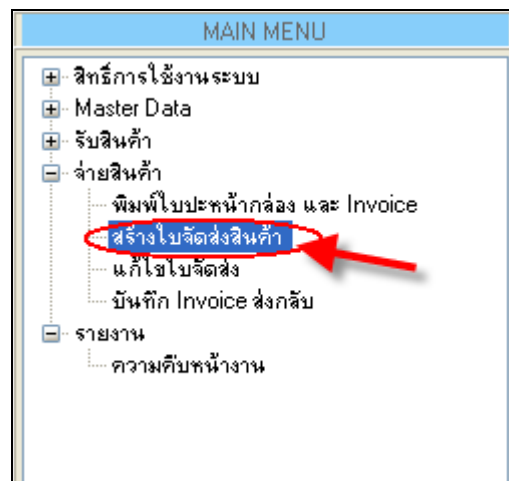 MAIN MENU
สิทธิ์การใช้งานระบบ
Master Data
รับสินค้า
จ่ายสินค้า
พิมพ์ใบปะหน้ากล่อง และ Invoice
สร้างใบจัดส่งสินค้า
แก้ไขใบจัดส่ง
บันทึก Invoice ส่งกลับ
รายงาน
ความคืบหน้างาน